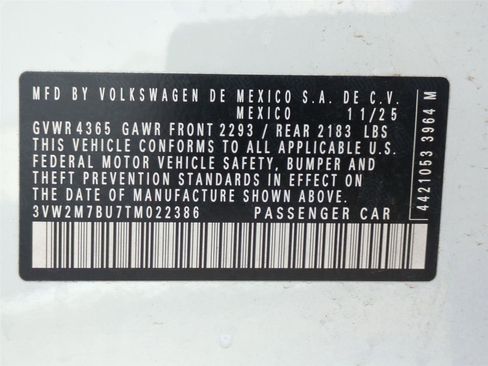 MFD BY VOLKSWAGEN DE MEXICO S.A. DE C.V.
MEXICO 11/25
GVWR 4365 GAWR FRONT 2293 / REAR 2183 LBS
THIS VEHICLE CONFORMS TO ALL APPLICABLE U.S.
FEDERAL MOTOR VEHICLE SAFETY, BUMPER AND
THEFT PREVENTION STANDARDS IN EFFECT ON
THE DATE OF MANUFACTURE SHOWN ABOVE.
3VW2M7BU7TM022386 PASSENGER CAR
4421053 3964 M